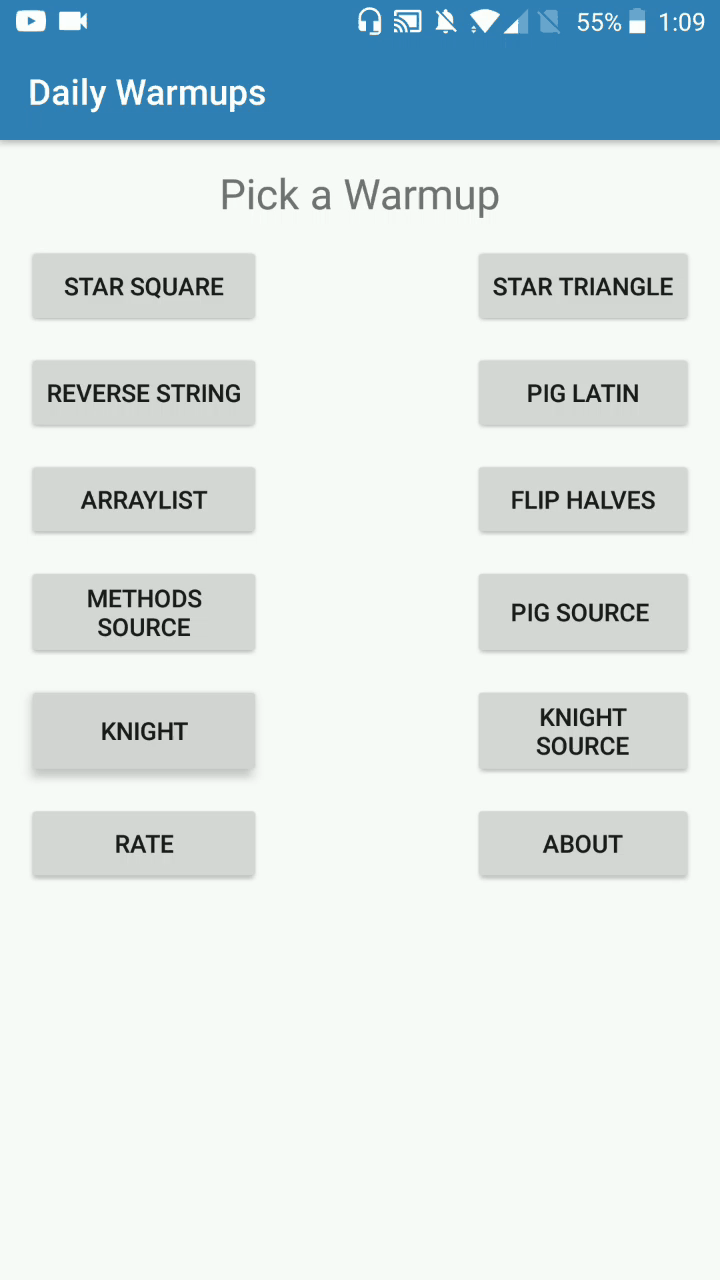 55% 1:09
Daily Warmups
Pick a Warmup
STAR SQUARE
STAR TRIANGLE
REVERSE STRING
PIG LATIN
ARRAYLIST
FLIP HALVES
METHODS
SOURCE
PIG SOURCE
KNIGHT
KNIGHT
SOURCE
RATE
ABOUT